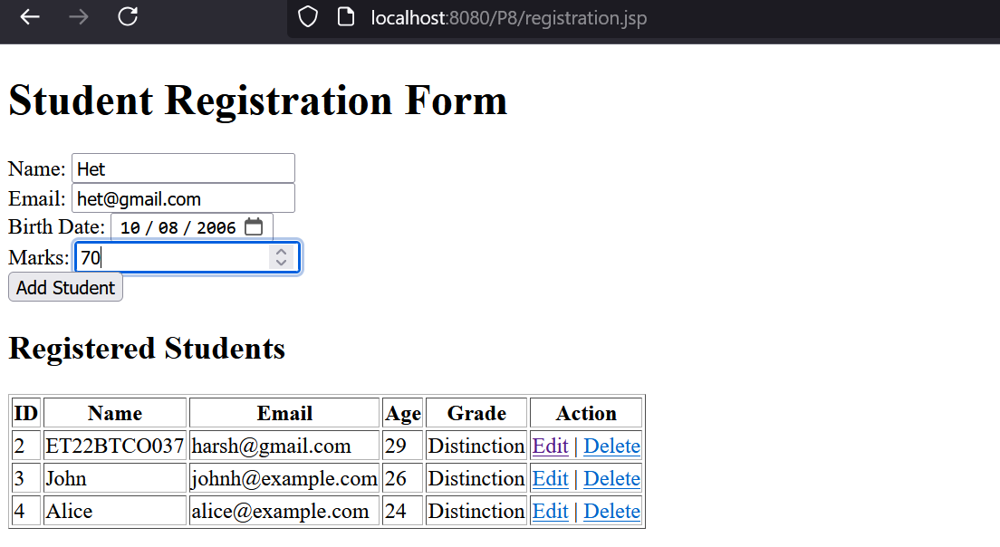 localhost:8080/P8/registration.jsp
Student Registration Form
Name: Het
Email: het@gmail.com
Birth Date: 10 / 08 / 2006
Marks: 70
Add Student
Registered Students
ID Name Email Age Grade Action
2 ET22BTCO037 harsh@gmail.com 29 Distinction Edit | Delete
3 John johnh@example.com 26 Distinction Edit | Delete
4 Alice alice@example.com 24 Distinction Edit | Delete